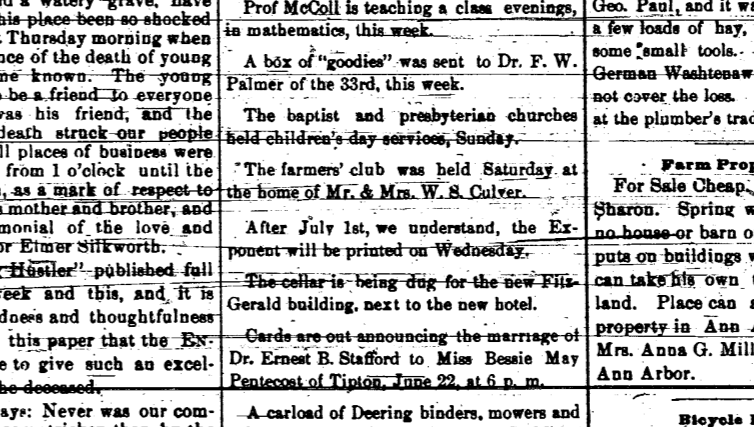 d a watery grave, have
this place been so shocked
t Thursday morning when
nce of the death of young
me known. The young
o be a friend to everyone
was his friend, and the
death struck our people
ll places of business were
from 1 o'clock until the
, as a mark of respect to
mother and brother, and
monial of the love and
or Elmer Silkworth.
Hustler" published full
eek and this, and it is
dness and thoughtfulness
this paper that the Ex-
e to give such an excel-
he deceased.
ays: Never was our com-
Prof McColl is teaching a class evenings,
in mathematics, this week.
A box of "goodies" was sent to Dr. F. W.
Palmer of the 33rd, this week.
The baptist and presbyterian churches
held children's day services, Sunday.
The farmers' club was held Saturday at
the home of Mr. & Mrs. W. S. Culver.
After July 1st, we understand, the Ex-
ponent will be printed on Wednesday.
The cellar is being dug for the new Fitz-
Gerald building, next to the new hotel.
Cards are out announcing the marriage of
Dr. Ernest B. Stafford to Miss Bessie May
Pentecost of Tipton, June 22, at 6 p. m.
A carload of Deering binders, mowers and
Geo. Paul, and it wa
a few loads of hay,
some small tools.
German Washtenaw
not cover the loss.
at the plumber's trad
Farm Prop
For Sale Cheap,
Sharon. Spring w
no house or barn o
puts on buildings w
can take his own
land. Place can
property in Ann A
Mrs. Anna G. Mill
Ann Arbor.
Bicycle